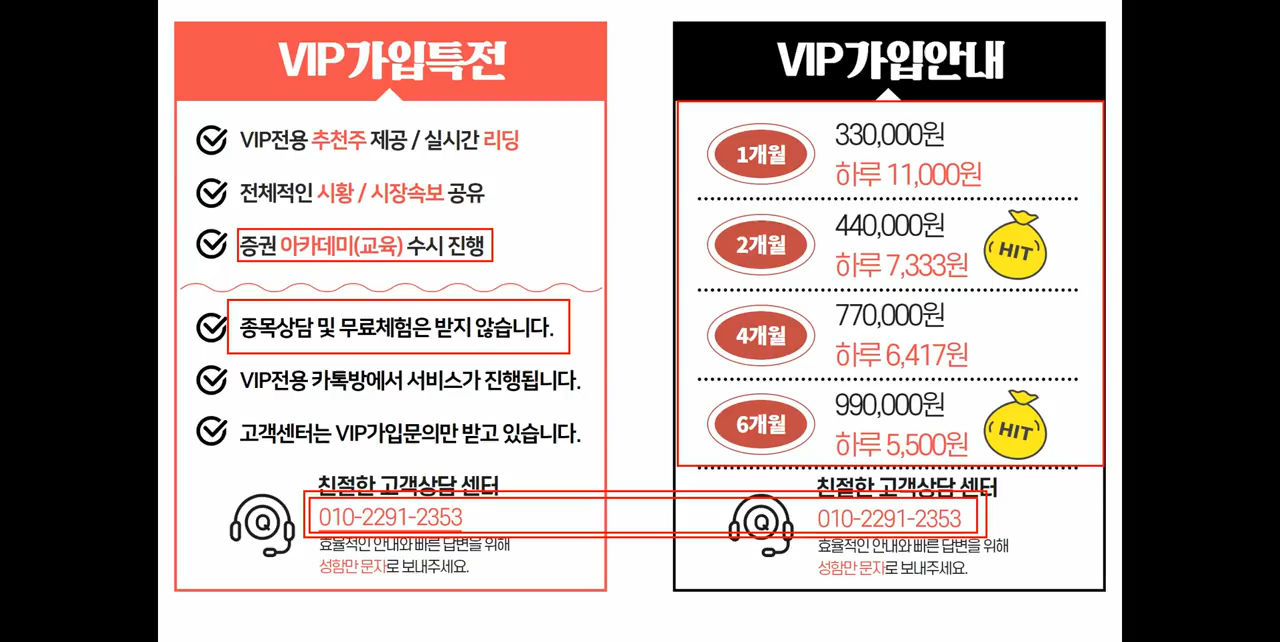 VIP가입특전
VIP전용 추천주 제공 / 실시간 리딩
전체적인 시황 / 시장속보 공유
증권 아카데미(교육) 수시 진행
종목상담 및 무료체험은 받지 않습니다.
VIP전용 카톡방에서 서비스가 진행됩니다.
고객센터는 VIP가입문의만 받고 있습니다.
친절한 고객상담 센터
Q
010-2291-2353
효율적인 안내와 빠른 답변을 위해
성함만 문자로 보내주세요.
VIP가입안내
1개월
330,000원
하루 11,000원
2개월
440,000원
하루 7,333원
HIT
4개월
770,000원
하루 6,417원
6개월
990,000원
하루 5,500원
HIT
친절한 고객상담 센터
Q
010-2291-2353
효율적인 안내와 빠른 답변을 위해
성함만 문자로 보내주세요.